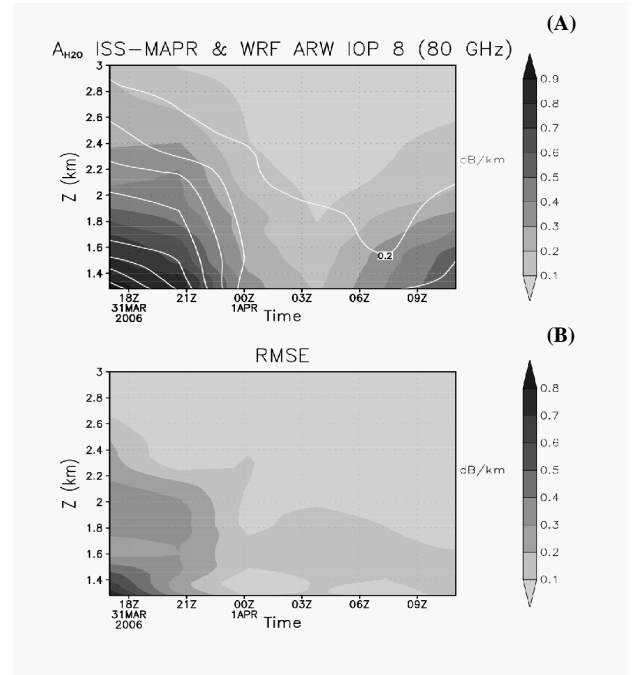 (A)
A_H2O ISS-MAPR & WRF ARW IOP 8 (80 GHz)
3
2.8
2.6
2.4
2.2
2
1.8
1.6
1.4
Z (km)
0.2
18Z 21Z 00Z 03Z 06Z 09Z
31MAR 1APR
2006
Time
dB/km
0.9
0.8
0.7
0.6
0.5
0.4
0.3
0.2
0.1
(B)
RMSE
3
2.8
2.6
2.4
2.2
2
1.8
1.6
1.4
Z (km)
18Z 21Z 00Z 03Z 06Z 09Z
31MAR 1APR
2006
Time
dB/km
0.8
0.7
0.6
0.5
0.4
0.3
0.2
0.1